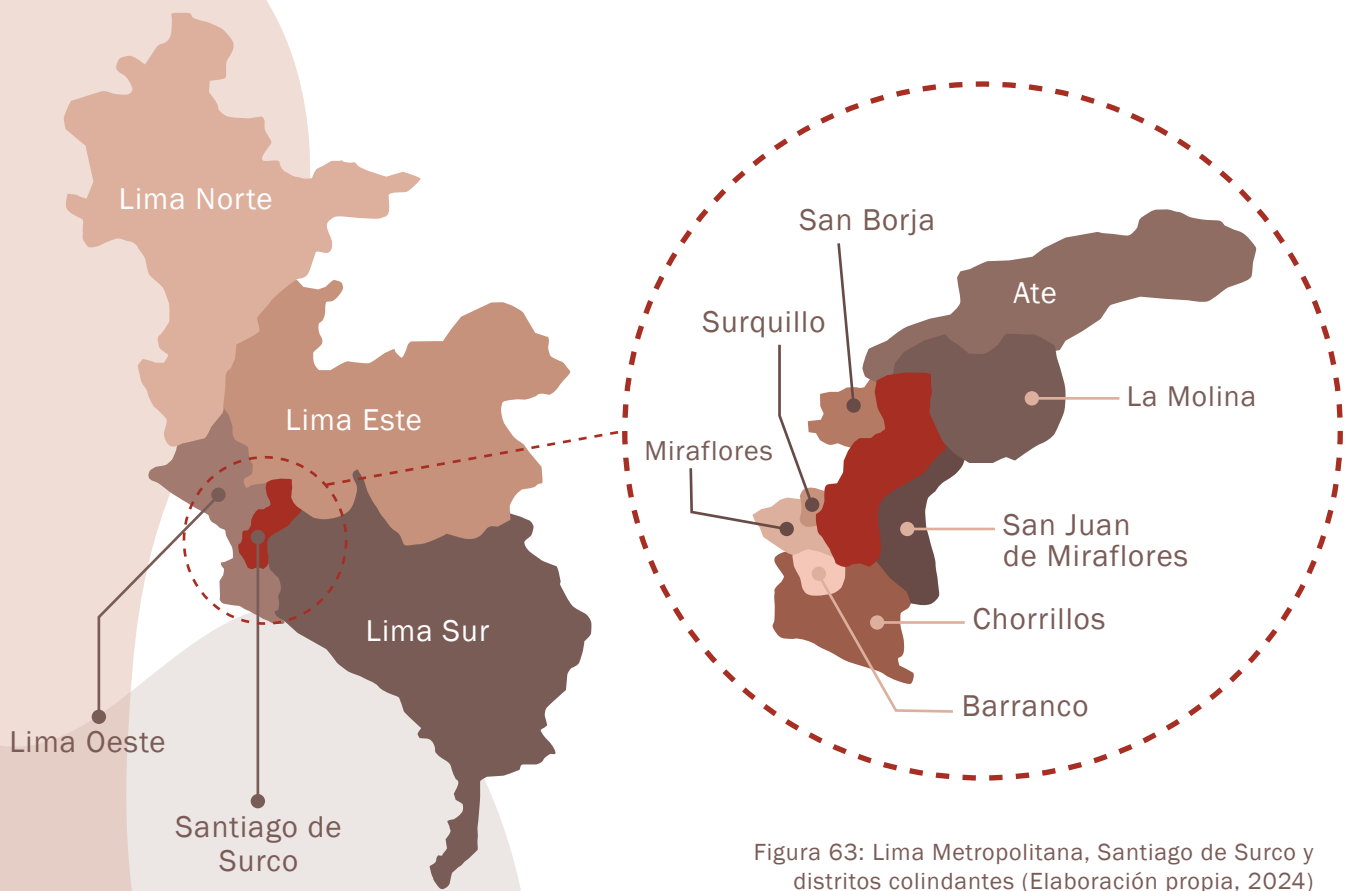 Lima Norte
Lima Este
Lima Sur
Lima Oeste
Santiago de
Surco
San Borja
Ate
Surquillo
La Molina
Miraflores
San Juan
de Miraflores
Chorrillos
Barranco
Figura 63: Lima Metropolitana, Santiago de Surco y
distritos colindantes (Elaboración propia, 2024)